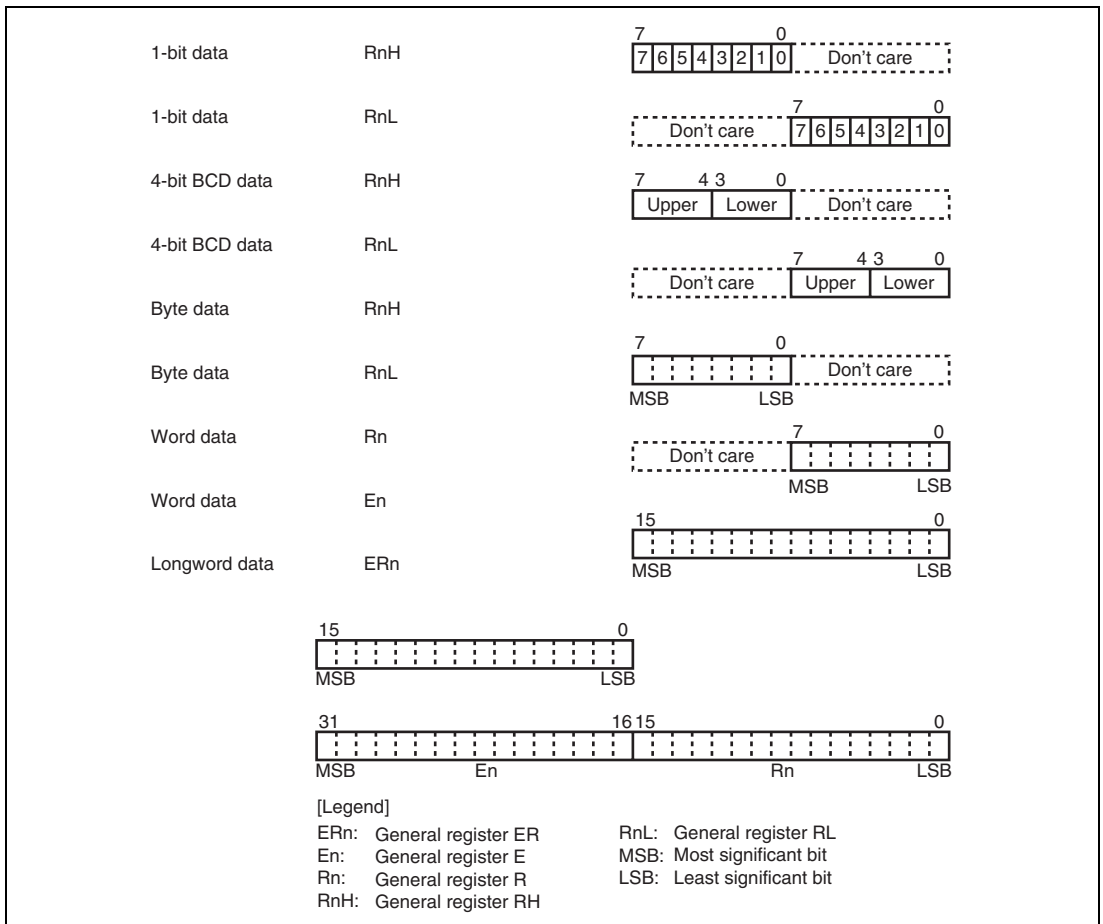 7 0
1-bit data RnH 7 6 5 4 3 2 1 0 Don't care
7 0
1-bit data RnL Don't care 7 6 5 4 3 2 1 0
4-bit BCD data RnH 7 4 3 0
Upper Lower Don't care
4-bit BCD data RnL
7 4 3 0
Don't care Upper Lower
Byte data RnH
7 0
Byte data RnL Don't care
MSB LSB
Word data Rn 7 0
Don't care
MSB LSB
Word data En
15 0
Longword data ERn
MSB LSB
15 0
MSB LSB
31 16 15 0
MSB En Rn LSB
[Legend]
ERn: General register ER RnL: General register RL
En: General register E MSB: Most significant bit
Rn: General register R LSB: Least significant bit
RnH: General register RH